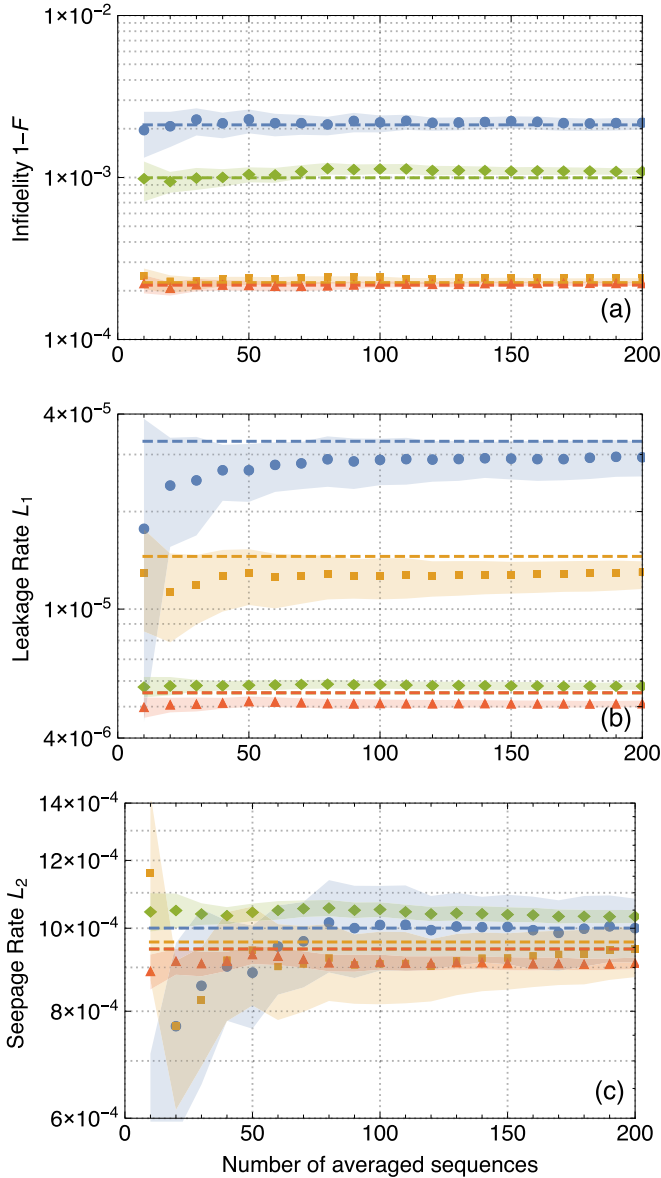 1×10⁻²
1×10⁻³
1×10⁻⁴
Infidelity 1−F
(a)
0 50 100 150 200
4×10⁻⁵
1×10⁻⁵
4×10⁻⁶
Leakage Rate L₁
(b)
0 50 100 150 200
14×10⁻⁴
12×10⁻⁴
10×10⁻⁴
8×10⁻⁴
6×10⁻⁴
Seepage Rate L₂
(c)
0 50 100 150 200
Number of averaged sequences